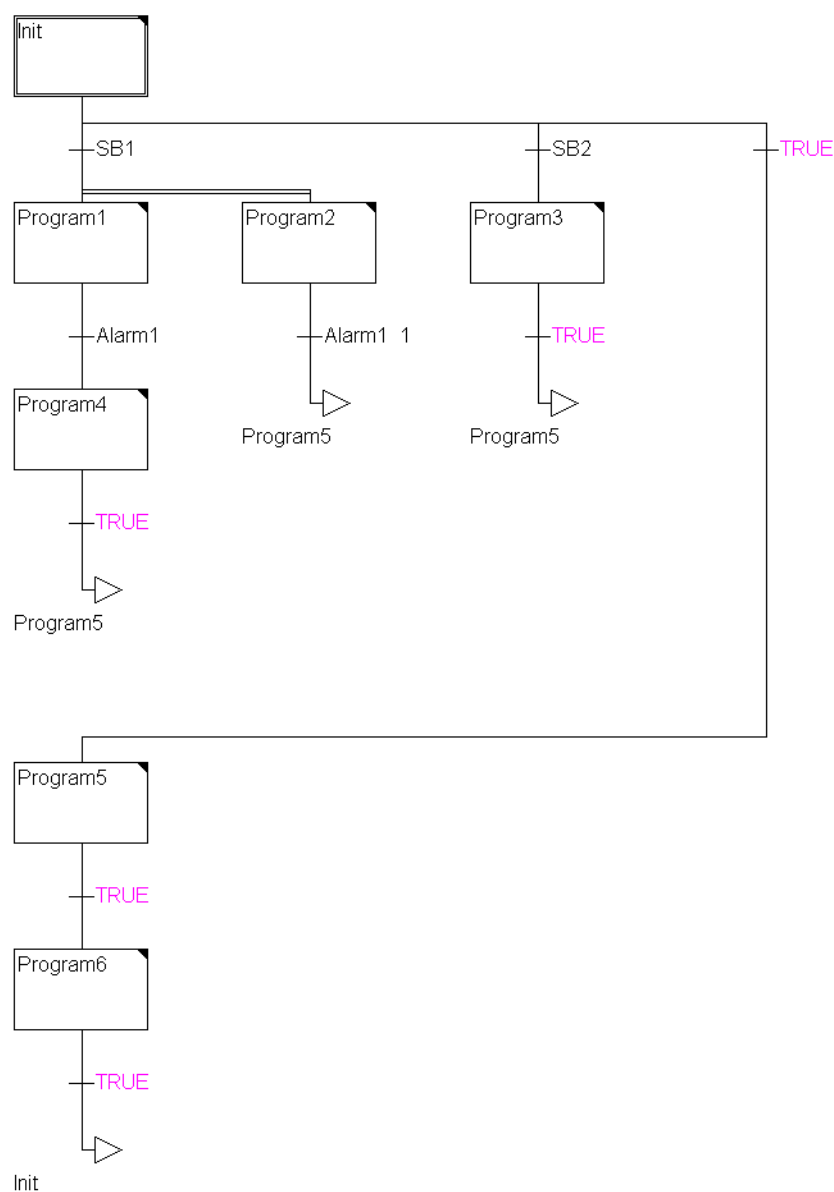 Init
SB1
SB2
TRUE
Program1
Program2
Program3
Alarm1
Alarm1 1
TRUE
Program4
Program5
Program5
TRUE
Program5
Program5
TRUE
Program6
TRUE
Init